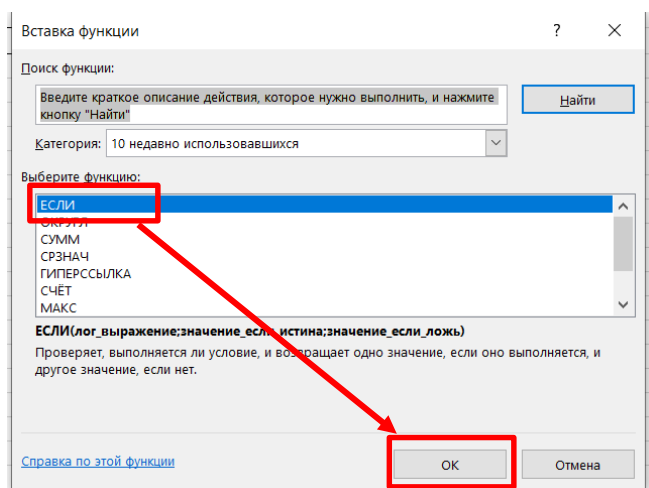 Вставка функции ? ×
Поиск функции:
Введите краткое описание действия, которое нужно выполнить, и нажмите
кнопку "Найти"
Найти
Категория: 10 недавно использовавшихся
Выберите функцию:
ЕСЛИ
ОКРУГЛ
СУММ
СРЗНАЧ
ГИПЕРССЫЛКА
СЧЁТ
МАКС
ЕСЛИ(лог_выражение;значение_если_истина;значение_если_ложь)
Проверяет, выполняется ли условие, и возвращает одно значение, если оно выполняется, и
другое значение, если нет.
Справка по этой функции
ОК
Отмена